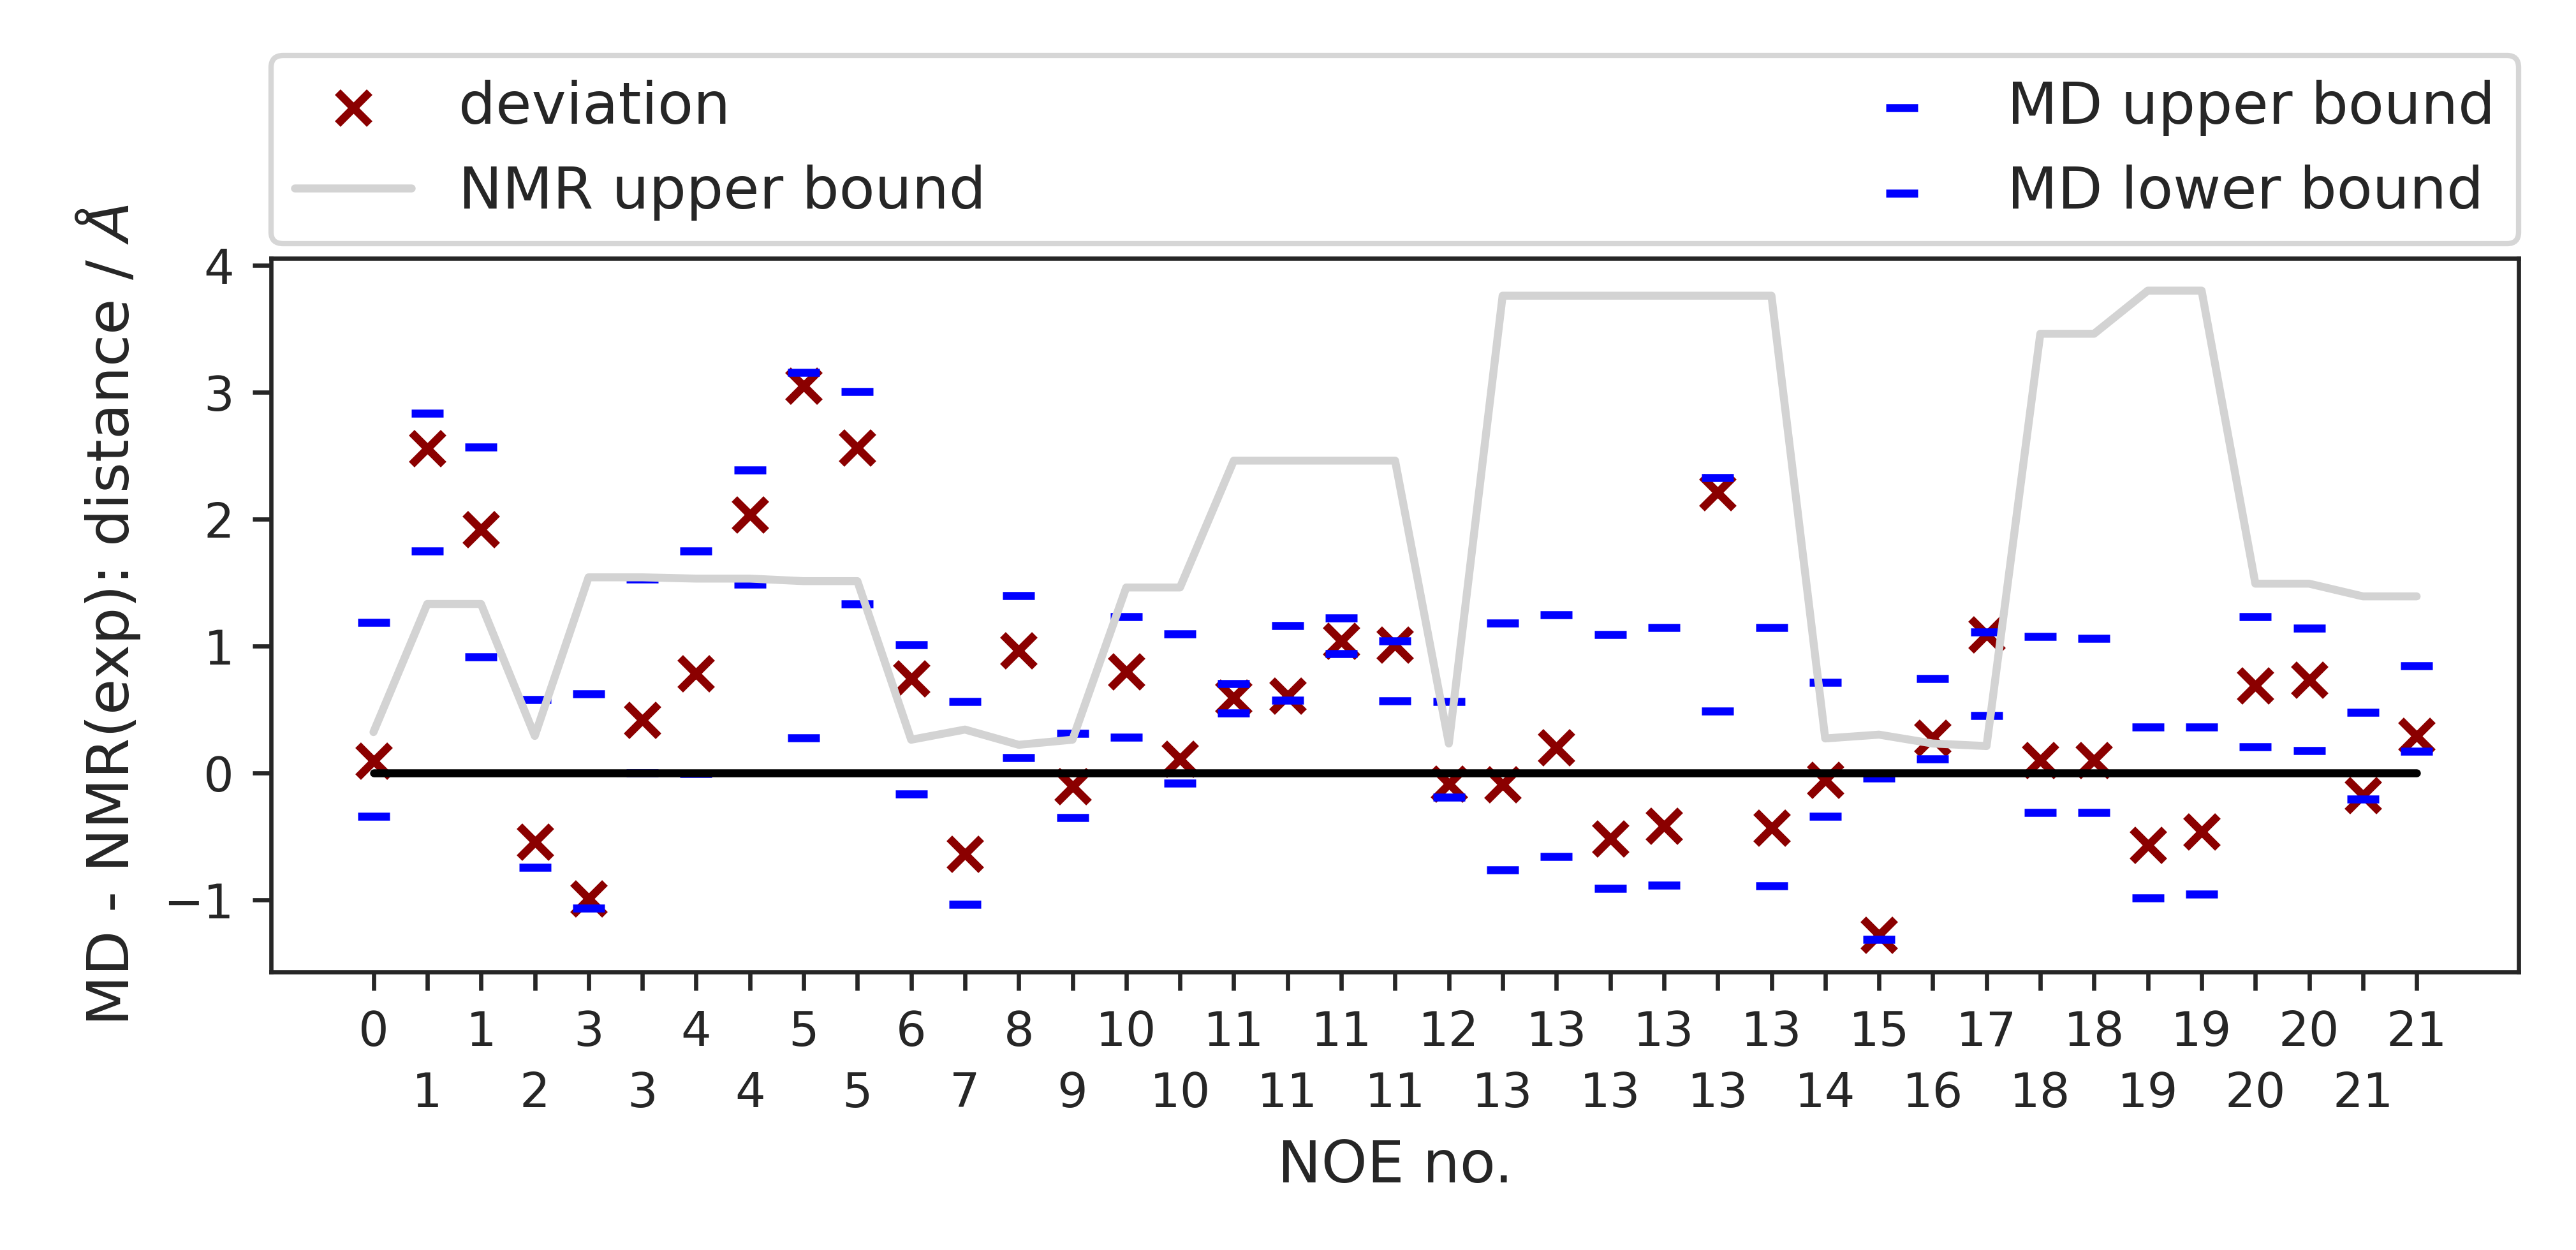 deviation
NMR upper bound
MD upper bound
MD lower bound
MD - NMR(exp): distance / Å
4
3
2
1
0
−1
0 1 3 4 5 6 8 10 11 11 12 13 13 13 15 17 18 19 20 21
1 2 3 4 5 7 9 10 11 11 13 13 13 14 16 18 19 20 21
NOE no.